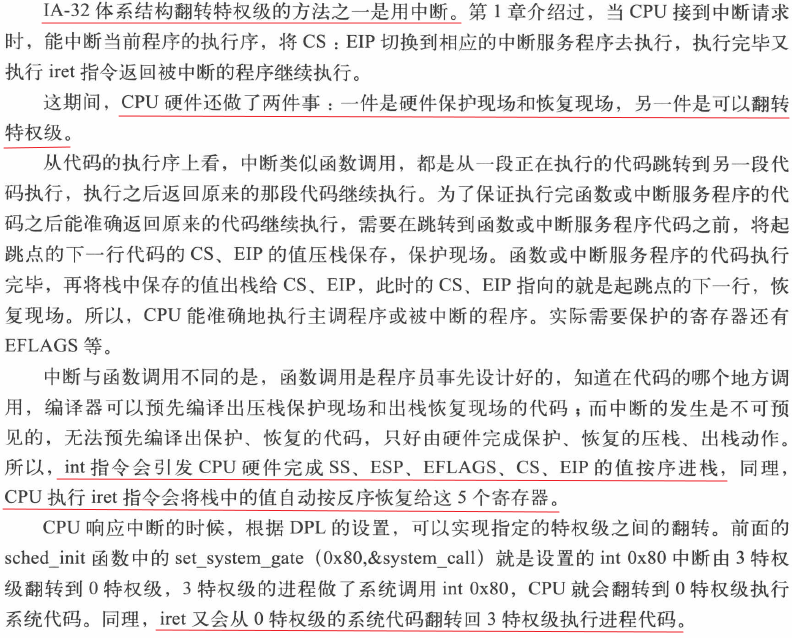 IA-32 体系结构翻转特权级的方法之一是用中断。第 1 章介绍过，当 CPU 接到中断请求
时，能中断当前程序的执行序，将 CS：EIP 切换到相应的中断服务程序去执行，执行完毕又
执行 iret 指令返回被中断的程序继续执行。
这期间，CPU 硬件还做了两件事：一件是硬件保护现场和恢复现场，另一件是可以翻转
特权级。
从代码的执行序上看，中断类似函数调用，都是从一段正在执行的代码跳转到另一段代
码执行，执行之后返回原来的那段代码继续执行。为了保证执行完函数或中断服务程序的代
码之后能准确返回原来的代码继续执行，需要在跳转到函数或中断服务程序代码之前，将起
跳点的下一行代码的 CS、EIP 的值压栈保存，保护现场。函数或中断服务程序的代码执行
完毕，再将栈中保存的值出栈给 CS、EIP，此时的 CS、EIP 指向的就是起跳点的下一行，恢
复现场。所以，CPU 能准确地执行主调程序或被中断的程序。实际需要保护的寄存器还有
EFLAGS 等。
中断与函数调用不同的是，函数调用是程序员事先设计好的，知道在代码的哪个地方调
用，编译器可以预先编译出压栈保护现场和出栈恢复现场的代码；而中断的发生是不可预
见的，无法预先编译出保护、恢复的代码，只好由硬件完成保护、恢复的压栈、出栈动作。
所以，int 指令会引发 CPU 硬件完成 SS、ESP、EFLAGS、CS、EIP 的值按序进栈，同理，
CPU 执行 iret 指令会将栈中的值自动按反序恢复给这 5 个寄存器。
CPU 响应中断的时候，根据 DPL 的设置，可以实现指定的特权级之间的翻转。前面的
sched_init 函数中的 set_system_gate（0x80,&system_call）就是设置的 int 0x80 中断由 3 特权
级翻转到 0 特权级，3 特权级的进程做了系统调用 int 0x80，CPU 就会翻转到 0 特权级执行
系统代码。同理，iret 又会从 0 特权级的系统代码翻转回 3 特权级执行进程代码。